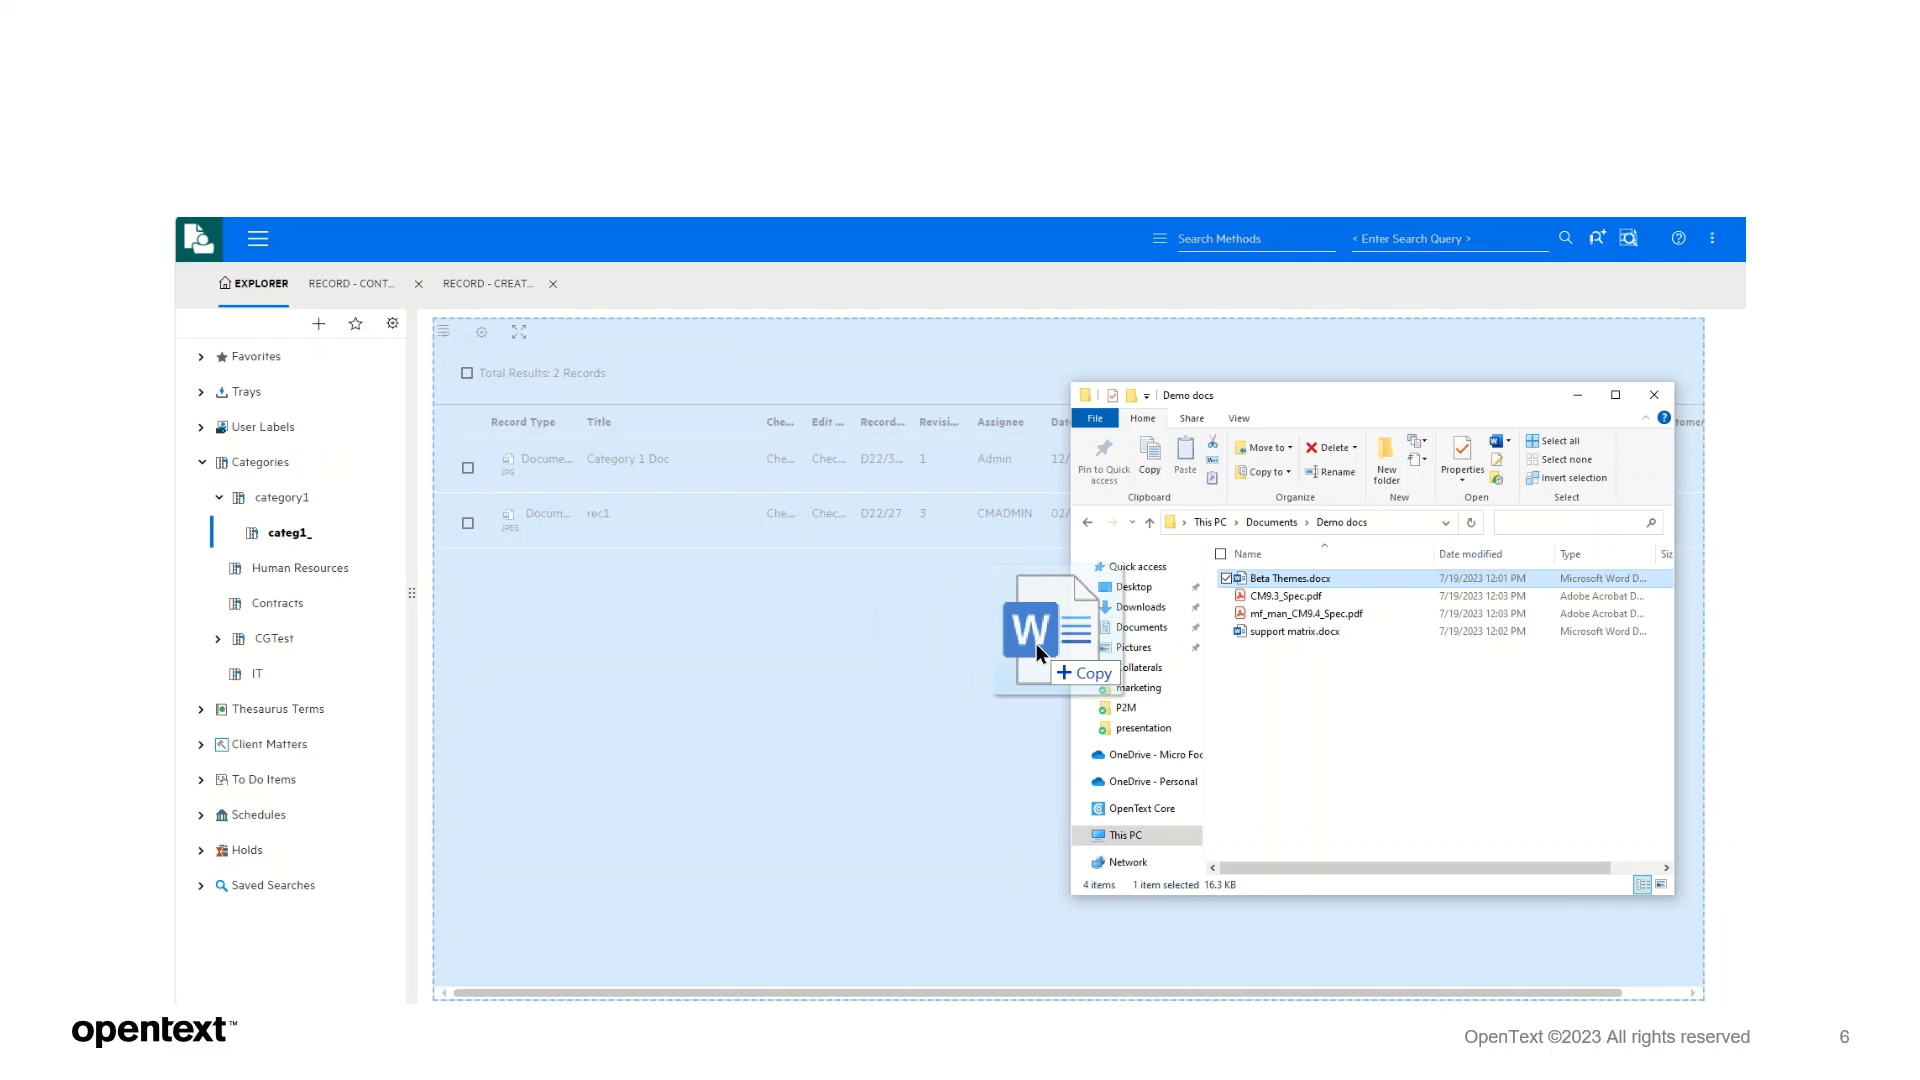 Search Methods
< Enter Search Query >
EXPLORER
RECORD - CONT...
RECORD - CREAT...
Favorites
Trays
User Labels
Categories
category1
categ1_
Human Resources
Contracts
CGTest
IT
Thesaurus Terms
Client Matters
To Do Items
Schedules
Holds
Saved Searches
Total Results: 2 Records
Record Type Title Che... Edit ... Record... Revisi... Assignee
JPG Docume... Category 1 Doc Che... Chec... D22/3... 1 Admin 12/
JPEG Docum... rec1 Che... Chec... D22/27 3 CMADMIN 02/
W
+ Copy
Demo docs
File Home Share View
Pin to Quick access
Copy
Paste
Clipboard
Move to
Copy to
Delete
Rename
Organize
New folder
New
Properties
Open
Select all
Select none
Invert selection
Select
This PC > Documents > Demo docs
Quick access
Desktop
Downloads
Documents
Pictures
marketing
P2M
presentation
OneDrive - Micro Foc
OneDrive - Personal
OpenText Core
This PC
Network
Name Date modified Type Siz
Beta Themes.docx 7/19/2023 12:01 PM Microsoft Word D...
CM9.3_Spec.pdf 7/19/2023 12:03 PM Adobe Acrobat D...
mf_man_CM9.4_Spec.pdf 7/19/2023 12:03 PM Adobe Acrobat D...
support matrix.docx 7/19/2023 12:02 PM Microsoft Word D...
4 items 1 item selected 16.3 KB
opentext™
OpenText ©2023 All rights reserved
6